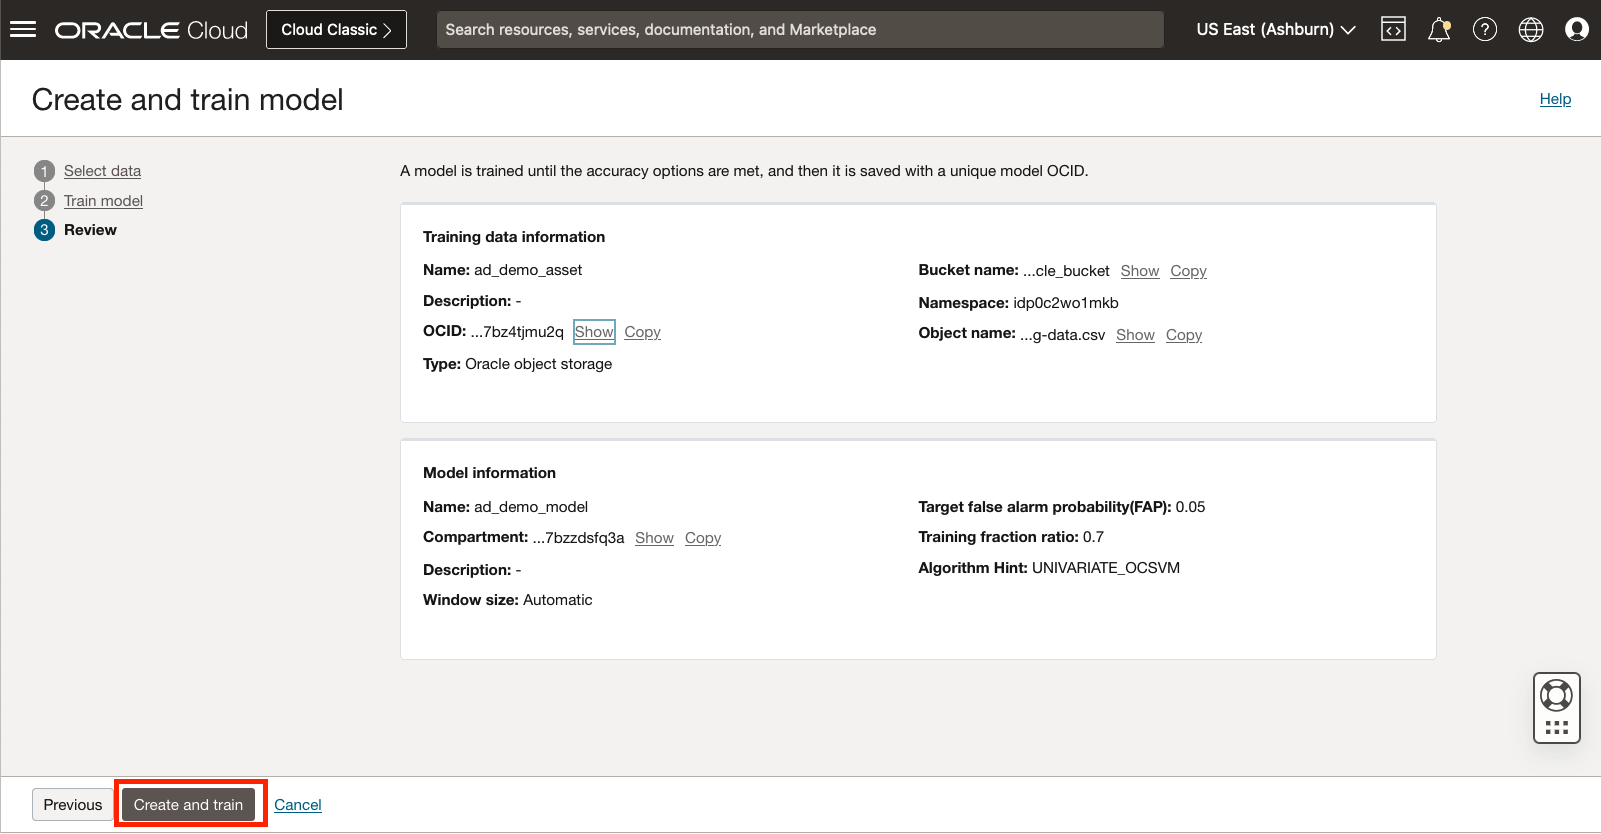 ORACLE Cloud
Cloud Classic
Search resources, services, documentation, and Marketplace
US East (Ashburn)
Create and train model
Help
1 Select data
2 Train model
3 Review
A model is trained until the accuracy options are met, and then it is saved with a unique model OCID.
Training data information
Name: ad_demo_asset
Description: -
OCID: ...7bz4tjmu2q Show Copy
Type: Oracle object storage
Bucket name: ...cle_bucket Show Copy
Namespace: idp0c2wo1mkb
Object name: ...g-data.csv Show Copy
Model information
Name: ad_demo_model
Compartment: ...7bzzdsfq3a Show Copy
Description: -
Window size: Automatic
Target false alarm probability(FAP): 0.05
Training fraction ratio: 0.7
Algorithm Hint: UNIVARIATE_OCSVM
Previous
Create and train
Cancel